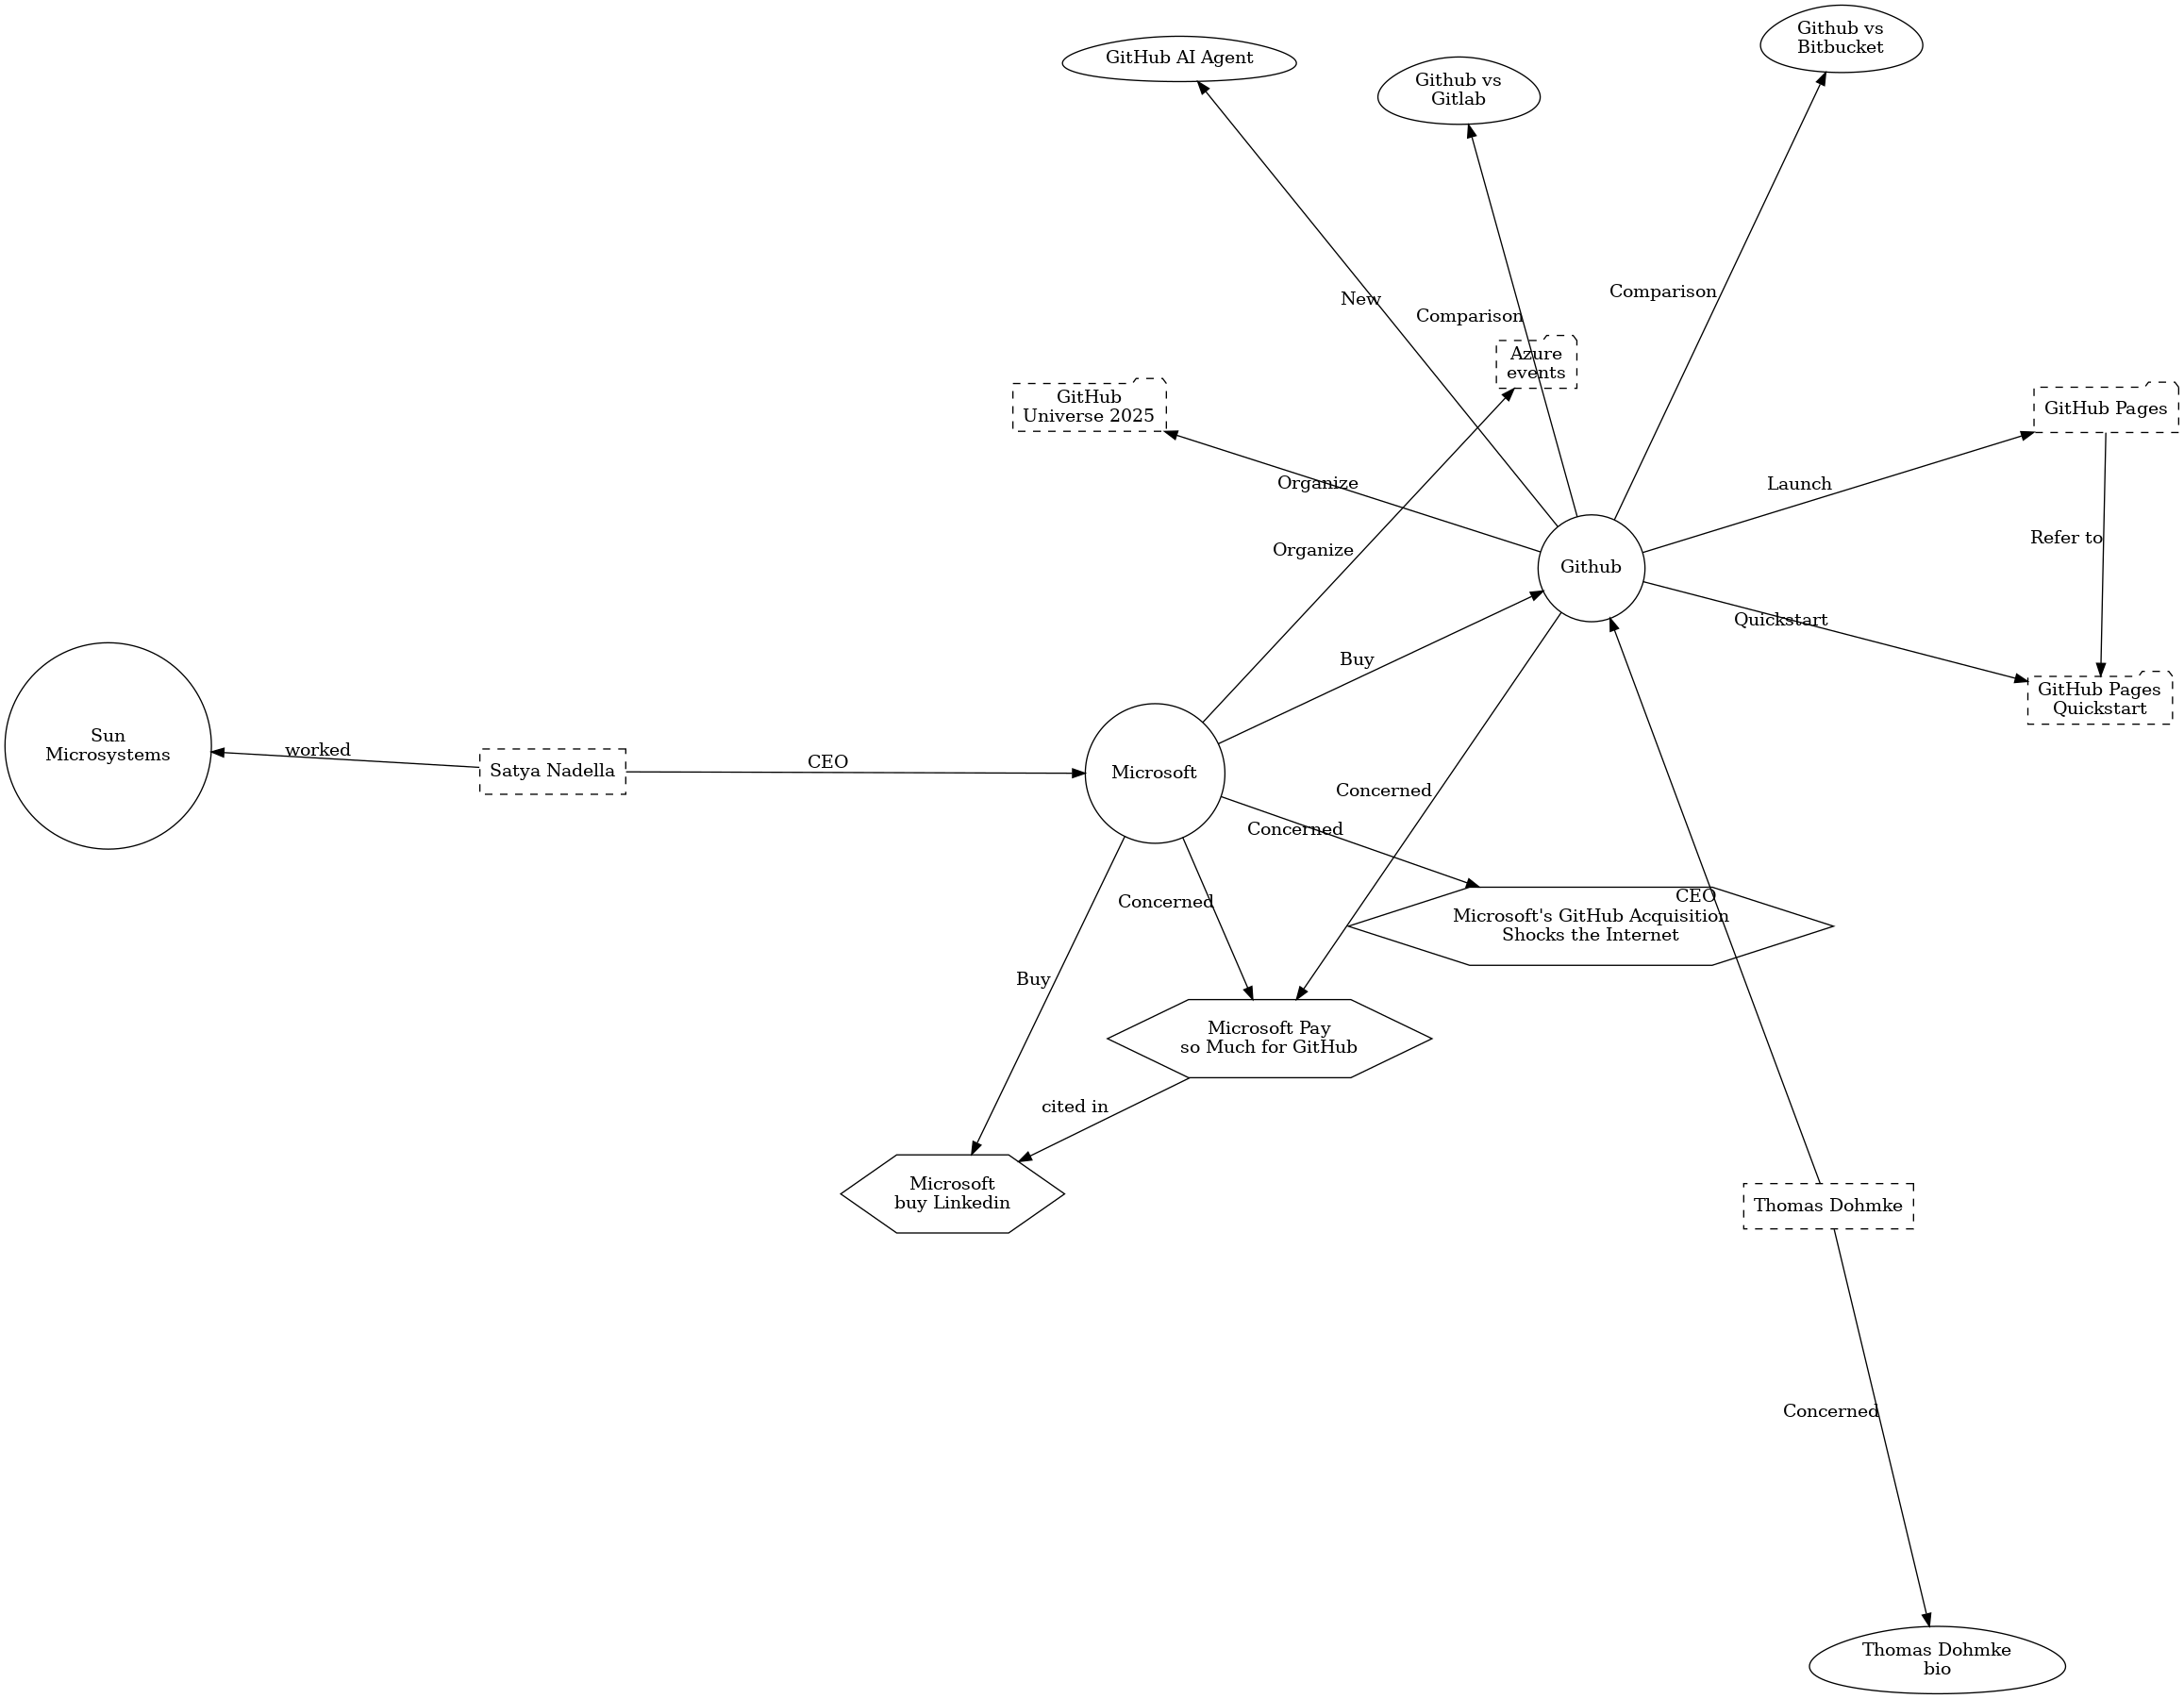 Github vs
Bitbucket
GitHub AI Agent
Github vs
Gitlab
New
Comparison
Comparison
Azure
events
GitHub
Universe 2025
GitHub Pages
Organize
Launch
Organize
Refer to
Github
Quickstart
Buy
GitHub Pages
Quickstart
Sun
Microsystems
worked
Satya Nadella
CEO
Microsoft
Concerned
Concerned
Concerned
CEO
Microsoft's GitHub Acquisition
Shocks the Internet
Buy
Microsoft Pay
so Much for GitHub
cited in
Microsoft
buy Linkedin
Thomas Dohmke
Concerned
Thomas Dohmke
bio